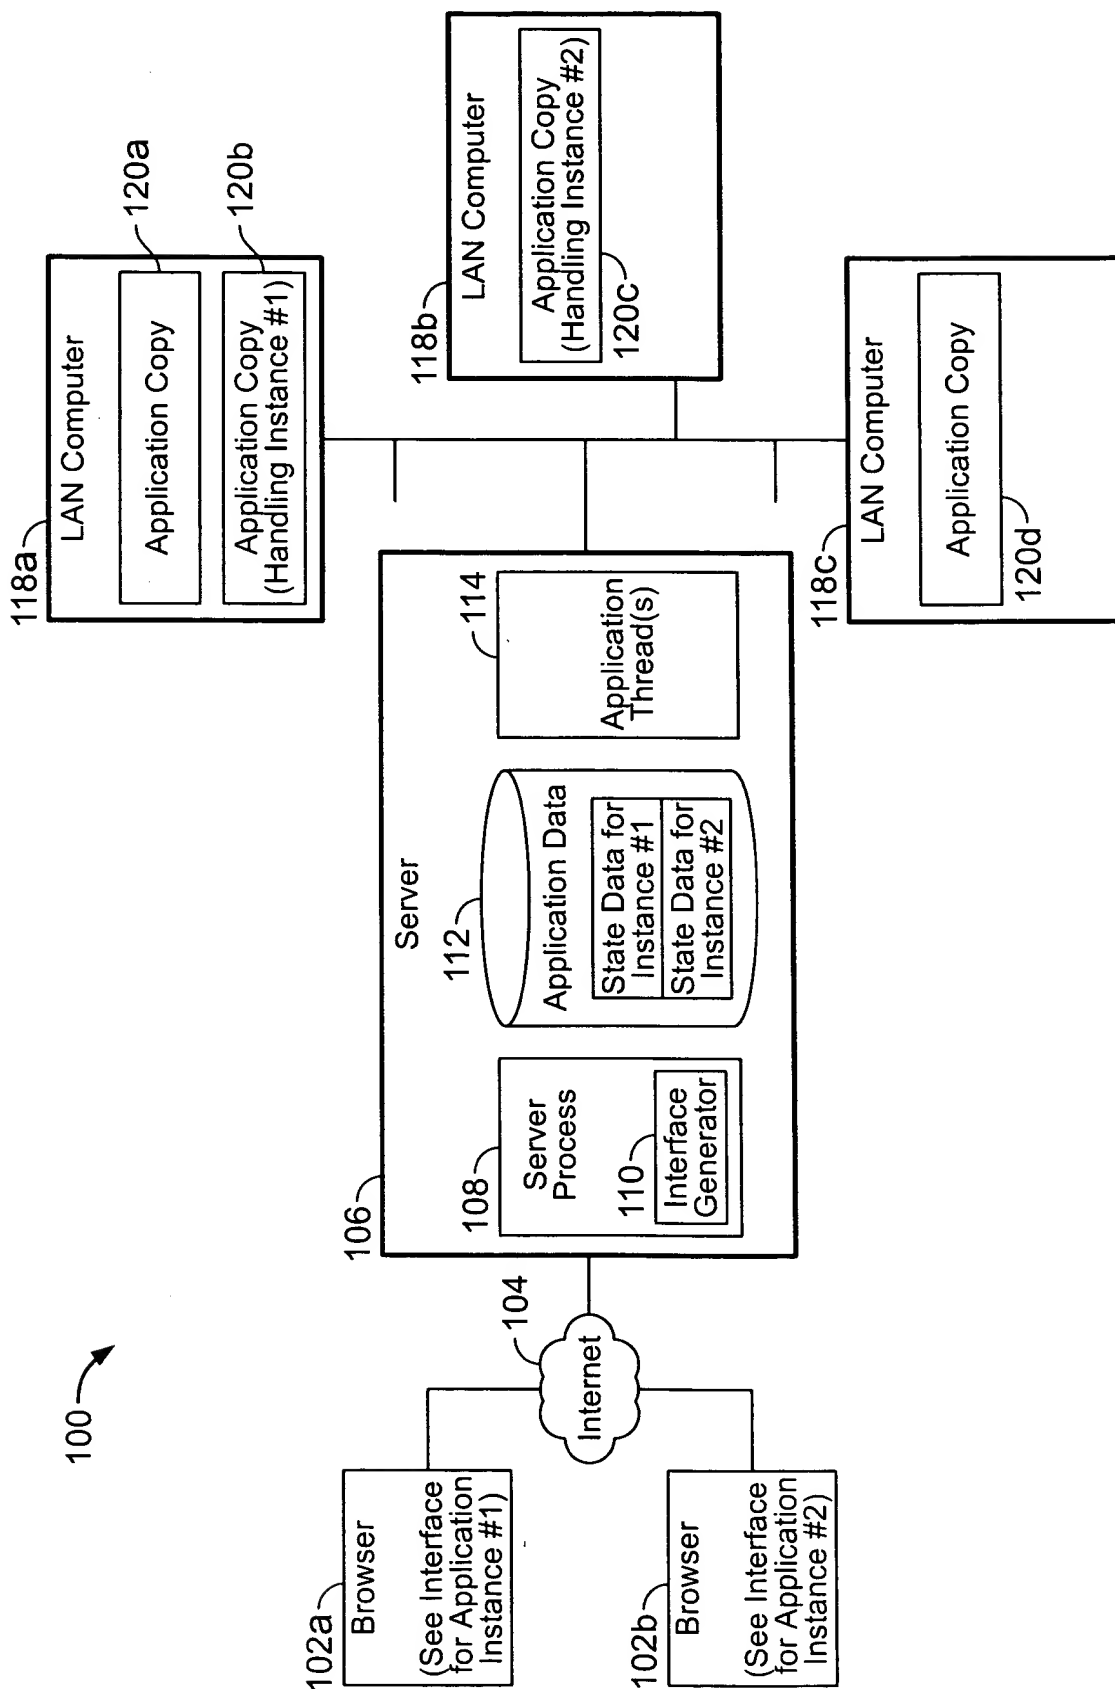 100
102a
Browser
(See Interface
for Application
Instance #1)
102b
Browser
(See Interface
for Application
Instance #2)
104
Internet
106
Server
108
Server
Process
110
Interface
Generator
112
Application Data
State Data for
Instance #1
State Data for
Instance #2
114
Application
Thread(s)
118a
LAN Computer
Application Copy
120a
Application Copy
(Handling Instance #1)
120b
118b
LAN Computer
Application Copy
(Handling Instance #2)
120c
118c
LAN Computer
Application Copy
120d